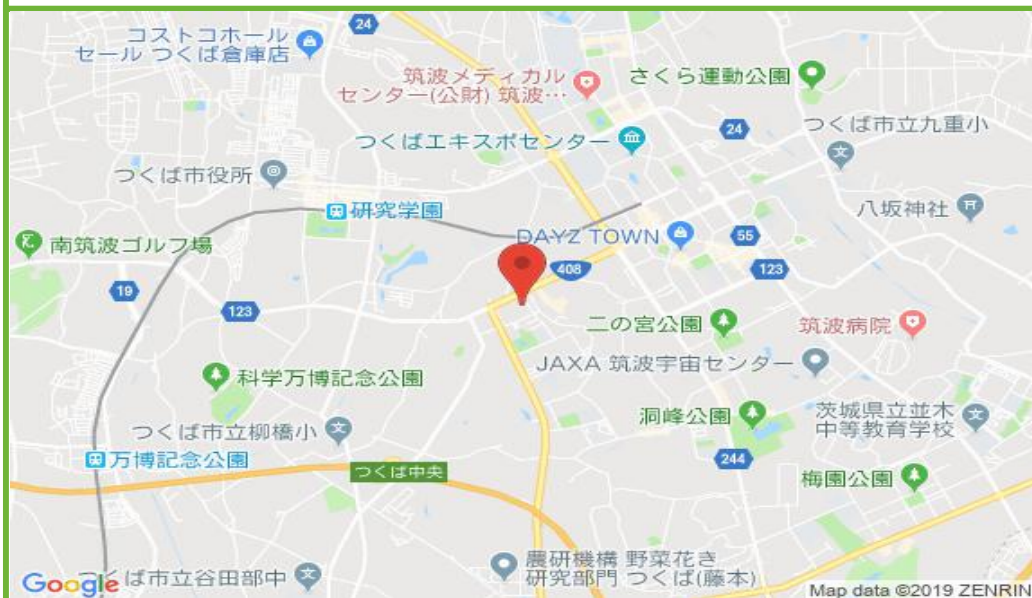 コストコホール
セール つくば倉庫店
24
筑波メディカル
センター(公財) 筑波…
さくら運動公園
つくばエキスポセンター
24
つくば市立九重小
文
つくば市役所
研究学園
八坂神社
南筑波ゴルフ場
DAYZ TOWN
55
408
123
19
123
二の宮公園
筑波病院
JAXA 筑波宇宙センター
科学万博記念公園
洞峰公園
茨城県立並木
中等教育学校
文
つくば市立柳橋小
文
万博記念公園
つくば中央
244
梅園公園
農研機構 野菜花き
研究部門 つくば(藤本)
つくば市立谷田部中
文
Google
Map data ©2019 ZENRIN